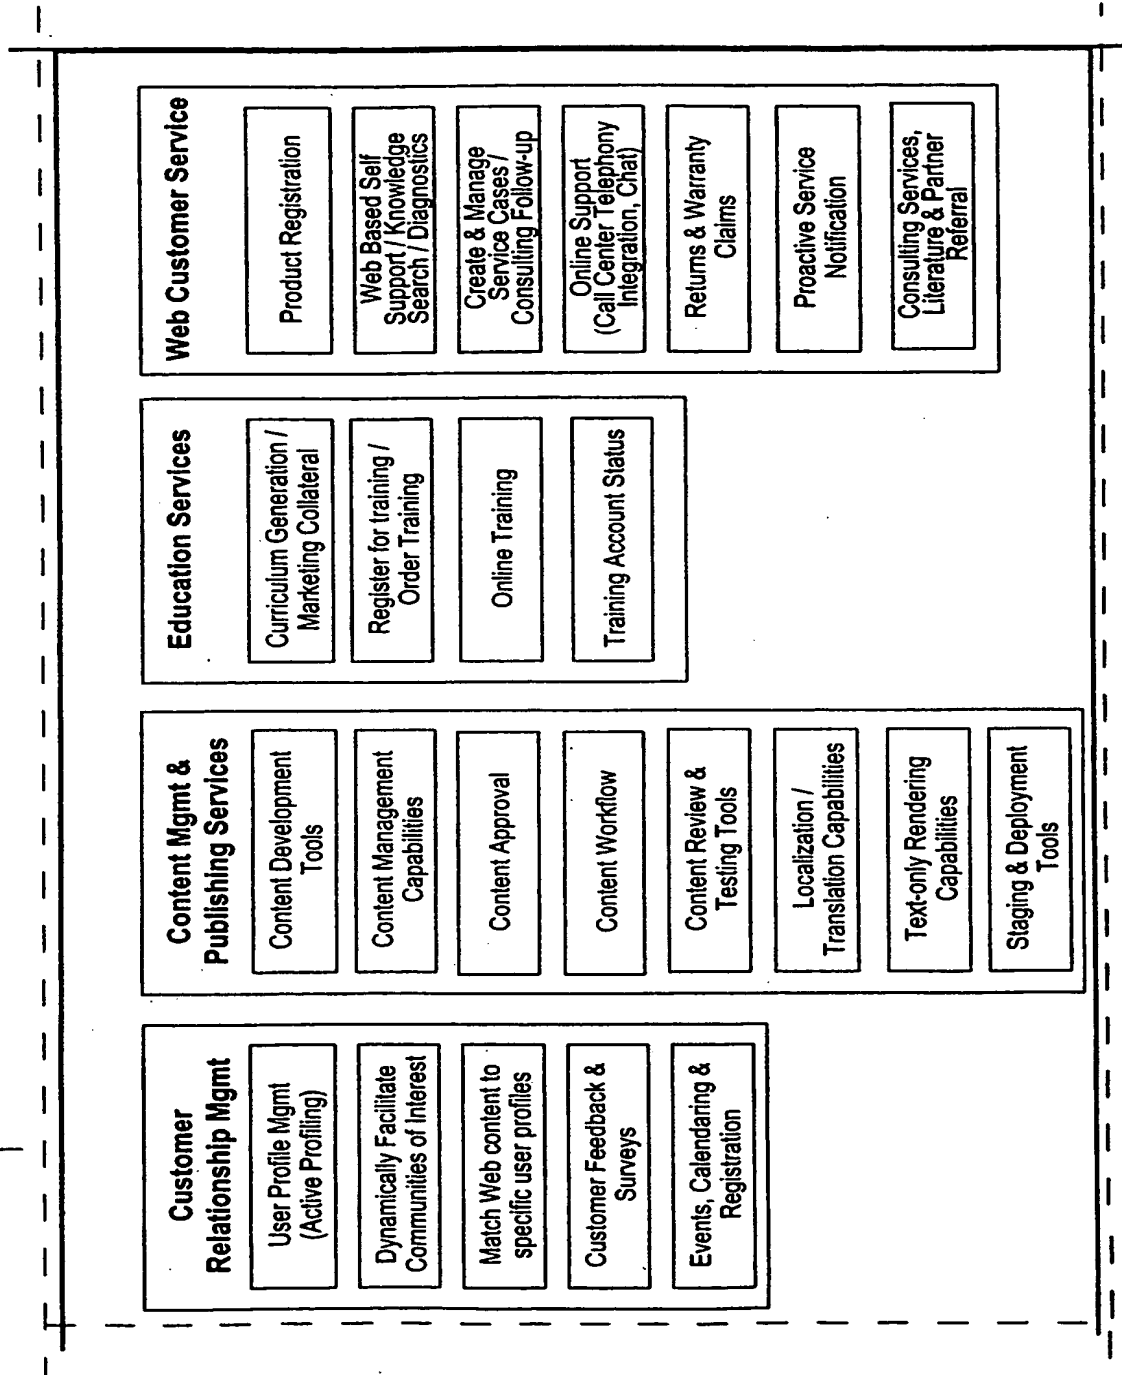 Customer
Relationship Mgmt
User Profile Mgmt
(Active Profiling)
Dynamically Facilitate
Communities of Interest
Match Web content to
specific user profiles
Customer Feedback &
Surveys
Events, Calendaring &
Registration
Content Mgmt &
Publishing Services
Content Development
Tools
Content Management
Capabilities
Content Approval
Content Workflow
Content Review &
Testing Tools
Localization /
Translation Capabilities
Text-only Rendering
Capabilities
Staging & Deployment
Tools
Education Services
Curriculum Generation /
Marketing Collateral
Register for training /
Order Training
Online Training
Training Account Status
Web Customer Service
Product Registration
Web Based Self
Support / Knowledge
Search / Diagnostics
Create & Manage
Service Cases /
Consulting Follow-up
Online Support
(Call Center Telephony
Integration, Chat)
Returns & Warranty
Claims
Proactive Service
Notification
Consulting Services,
Literature & Partner
Referral